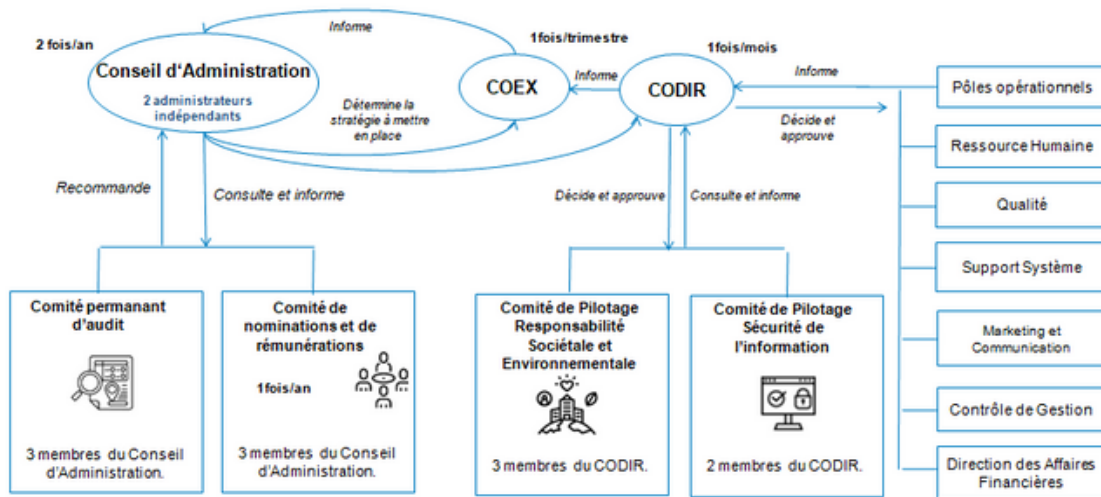 2 fois/an
Conseil d'Administration
2 administrateurs
indépendants
Informe
1fois/trimestre
COEX
Informe
1fois/mois
CODIR
Informe
Détermine la
stratégie à mettre
en place
Décide et
approuve
Recommande
Consulte et informe
Décide et approuve
Consulte et informe
Comité permanant
d'audit
3 membres du Conseil
d'Administration.
Comité de
nominations et de
rémunérations
1fois/an
3 membres du Conseil
d'Administration.
Comité de Pilotage
Responsabilité
Sociétale et
Environnementale
3 membres du CODIR.
Comité de Pilotage
Sécurité de
l'information
2 membres du CODIR.
Pôles opérationnels
Ressource Humaine
Qualité
Support Système
Marketing et
Communication
Contrôle de Gestion
Direction des Affaires
Financières